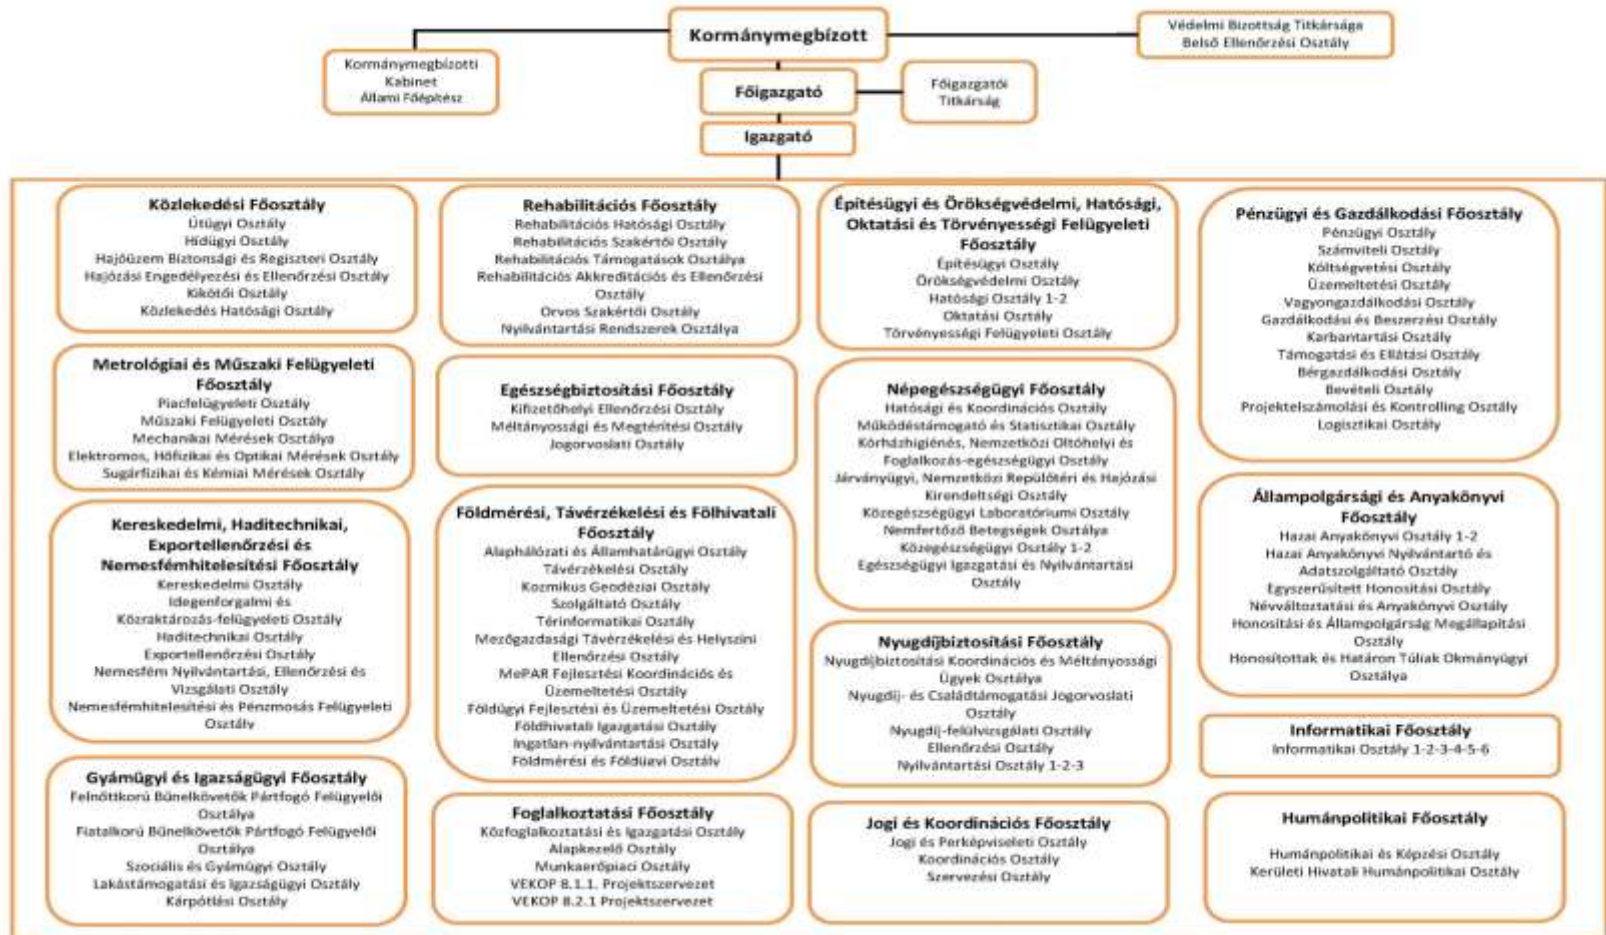 Kormánymegbízott
Védelmi Bizottság Titkársága
Belső Ellenőrzési Osztály
Kormánymegbízotti
Kabinet
Állami Főépítész
Főigazgató
Főigazgatói
Titkárság
Igazgató
Közlekedési Főosztály
Útügyi Osztály
Hídügyi Osztály
Hajóüzem Biztonsági és Regiszteri Osztály
Hajózási Engedélyezési és Ellenőrzési Osztály
Kikötői Osztály
Közlekedés Hatósági Osztály
Metrológiai és Műszaki Felügyeleti
Főosztály
Piacfelügyeleti Osztály
Műszaki Felügyeleti Osztály
Mechanikai Mérések Osztálya
Elektromos, Hőfizikai és Optikai Mérések Osztály
Sugárfizikai és Kémiai Mérések Osztály
Kereskedelmi, Haditechnikai,
Exportellenőrzési és
Nemesfémhitelesítési Főosztály
Kereskedelmi Osztály
Idegenforgalmi és
Közraktározás-felügyeleti Osztály
Haditechnikai Osztály
Exportellenőrzési Osztály
Nemesfém Nyilvántartási, Ellenőrzési és
Vizsgálati Osztály
Nemesfémhitelesítési és Pénzmosás Felügyeleti
Osztály
Gyámügyi és Igazságügyi Főosztály
Felnőttkorú Bűnelkövetők Pártfogó Felügyelői
Osztálya
Fiatalkorú Bűnelkövetők Pártfogó Felügyelői
Osztálya
Szociális és Gyámügyi Osztály
Lakástámogatási és Igazságügyi Osztály
Kárpótlási Osztály
Rehabilitációs Főosztály
Rehabilitációs Hatósági Osztály
Rehabilitációs Szakértői Osztály
Rehabilitációs Támogatások Osztálya
Rehabilitációs Akkreditációs és Ellenőrzési
Osztály
Orvos Szakértői Osztály
Nyilvántartási Rendszerek Osztálya
Egészségbiztosítási Főosztály
Kifizetőhelyi Ellenőrzési Osztály
Méltányossági és Megtérítési Osztály
Jogorvoslati Osztály
Földmérési, Távérzékelési és Fölhivatali
Főosztály
Alaphálózati és Államhatárügyi Osztály
Távérzékelési Osztály
Kozmikus Geodéziai Osztály
Szolgáltató Osztály
Térinformatikai Osztály
Mezőgazdasági Távérzékelési és Helyszíni
Ellenőrzési Osztály
MePAR Fejlesztési Koordinációs és
Üzemeltetési Osztály
Földügyi Fejlesztési és Üzemeltetési Osztály
Földhivatali Igazgatási Osztály
Ingatlan-nyilvántartási Osztály
Földmérési és Földügyi Osztály
Foglalkoztatási Főosztály
Közfoglalkoztatási és Igazgatási Osztály
Alapkezelő Osztály
Munkaerőpiaci Osztály
VEKOP 8.1.1. Projektszervezet
VEKOP 8.2.1 Projektszervezet
Építésügyi és Örökségvédelmi, Hatósági,
Oktatási és Törvényességi Felügyeleti
Főosztály
Építésügyi Osztály
Örökségvédelmi Osztály
Hatósági Osztály 1-2
Oktatási Osztály
Törvényességi Felügyeleti Osztály
Népegészségügyi Főosztály
Hatósági és Koordinációs Osztály
Működéstámogató és Statisztikai Osztály
Kórházhigiénés, Nemzetközi Oltóhelyi és
Foglalkozás-egészségügyi Osztály
Járványügyi, Nemzetközi Repülőtéri és Hajózási
Kirendeltségi Osztály
Közegészségügyi Laboratóriumi Osztály
Nemfertőző Betegségek Osztálya
Közegészségügyi Osztály 1-2
Egészségügyi Igazgatási és Nyilvántartási
Osztály
Nyugdíjbiztosítási Főosztály
Nyugdíjbiztosítási Koordinációs és Méltányossági
Ügyek Osztálya
Nyugdíj- és Családtámogatási Jogorvoslati
Osztály
Nyugdíj-felülvizsgálati Osztály
Ellenőrzési Osztály
Nyilvántartási Osztály 1-2-3
Jogi és Koordinációs Főosztály
Jogi és Perképviseleti Osztály
Koordinációs Osztály
Szervezési Osztály
Pénzügyi és Gazdálkodási Főosztály
Pénzügyi Osztály
Számviteli Osztály
Költségvetési Osztály
Üzemeltetési Osztály
Vagyongazdálkodási Osztály
Gazdálkodási és Beszerzési Osztály
Karbantartási Osztály
Támogatási és Ellátási Osztály
Bérgazdálkodási Osztály
Bevételi Osztály
Projektelszámolási és Kontrolling Osztály
Logisztikai Osztály
Állampolgársági és Anyakönyvi
Főosztály
Hazai Anyakönyvi Osztály 1-2
Hazai Anyakönyvi Nyilvántartó és
Adatszolgáltató Osztály
Egyszerűsített Honosítási Osztály
Névváltoztatási és Anyakönyvi Osztály
Honosítási és Állampolgárság Megállapítási
Osztály
Honosítottak és Határon Túliak Okmányügyi
Osztálya
Informatikai Főosztály
Informatikai Osztály 1-2-3-4-5-6
Humánpolitikai Főosztály
Humánpolitikai és Képzési Osztály
Kerületi Hivatali Humánpolitikai Osztály